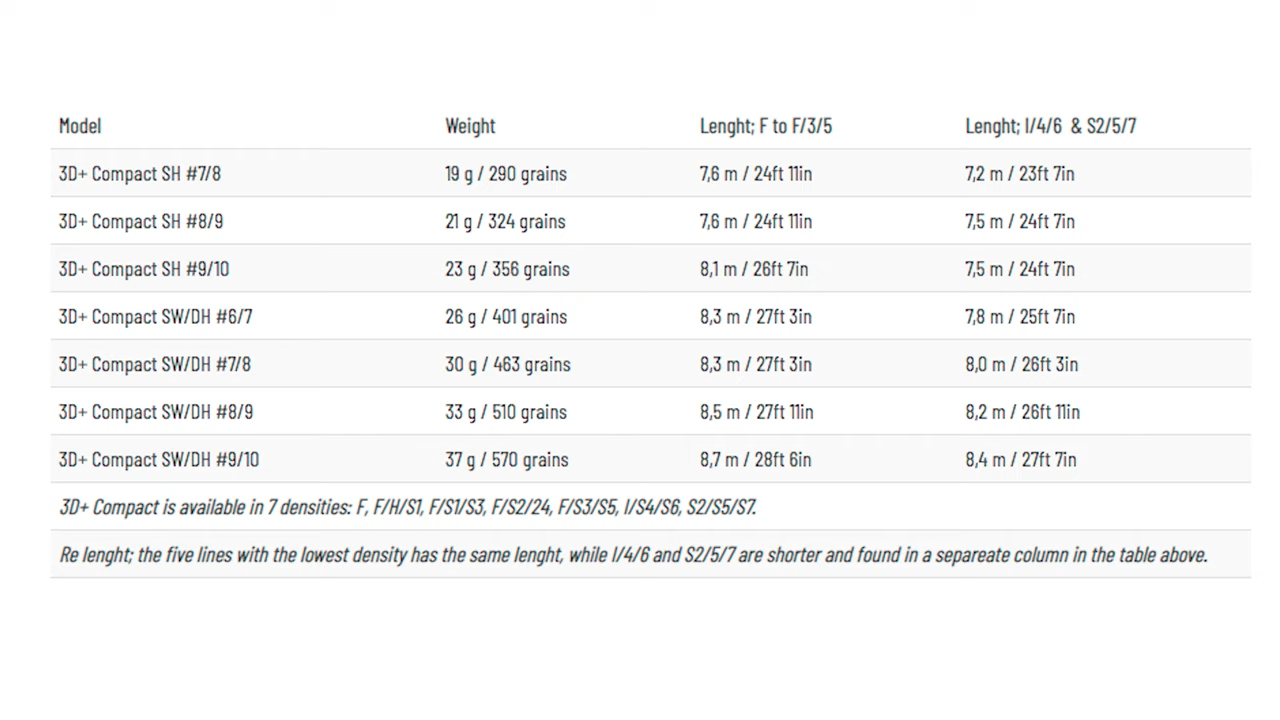 Model Weight Lenght; F to F/3/5 Lenght; I/4/6 & S2/5/7
3D+ Compact SH #7/8 19 g / 290 grains 7,6 m / 24ft 11in 7,2 m / 23ft 7in
3D+ Compact SH #8/9 21 g / 324 grains 7,6 m / 24ft 11in 7,5 m / 24ft 7in
3D+ Compact SH #9/10 23 g / 356 grains 8,1 m / 26ft 7in 7,5 m / 24ft 7in
3D+ Compact SW/DH #6/7 26 g / 401 grains 8,3 m / 27ft 3in 7,8 m / 25ft 7in
3D+ Compact SW/DH #7/8 30 g / 463 grains 8,3 m / 27ft 3in 8,0 m / 26ft 3in
3D+ Compact SW/DH #8/9 33 g / 510 grains 8,5 m / 27ft 11in 8,2 m / 26ft 11in
3D+ Compact SW/DH #9/10 37 g / 570 grains 8,7 m / 28ft 6in 8,4 m / 27ft 7in
3D+ Compact is available in 7 densities: F, F/H/S1, F/S1/S3, F/S2/24, F/S3/S5, I/S4/S6, S2/S5/S7.
Re lenght; the five lines with the lowest density has the same lenght, while I/4/6 and S2/5/7 are shorter and found in a separeate column in the table above.